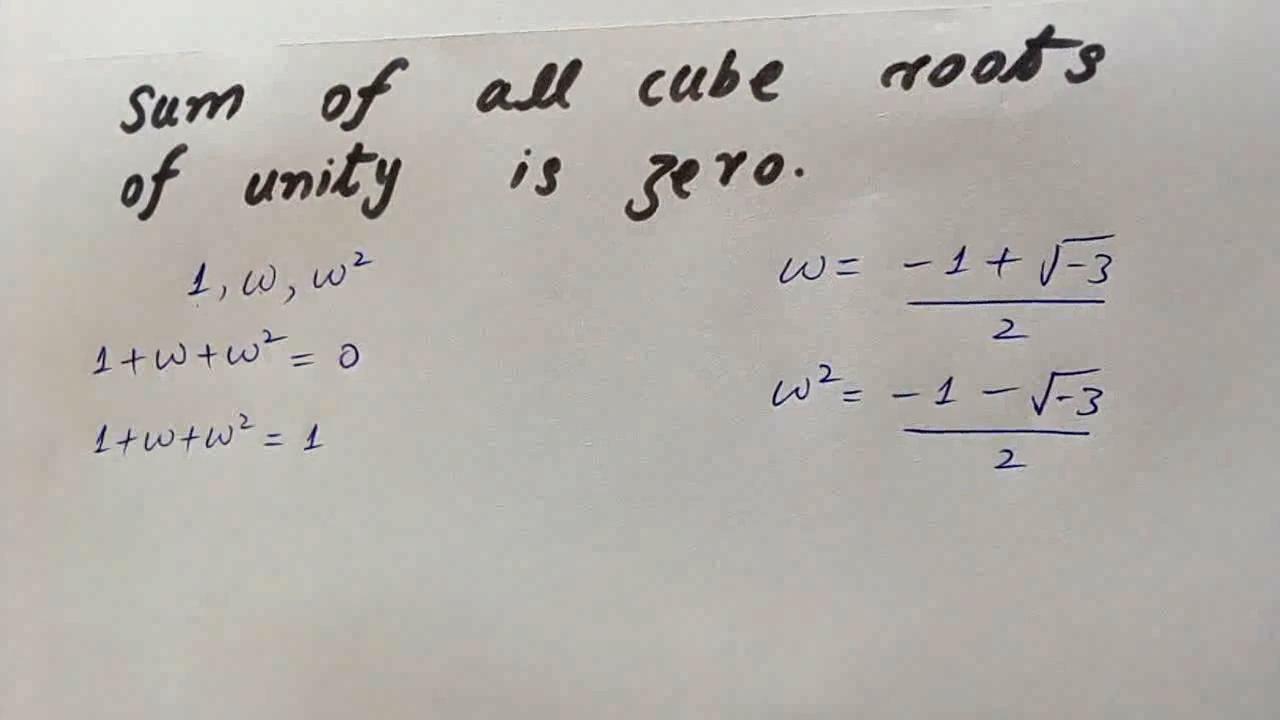 Sum of all cube roots
of unity is zero.
1, ω, ω²
1+ω+ω² = 0
1+ω+ω² = 1
ω = -1+√-3
2
ω² = -1-√-3
2